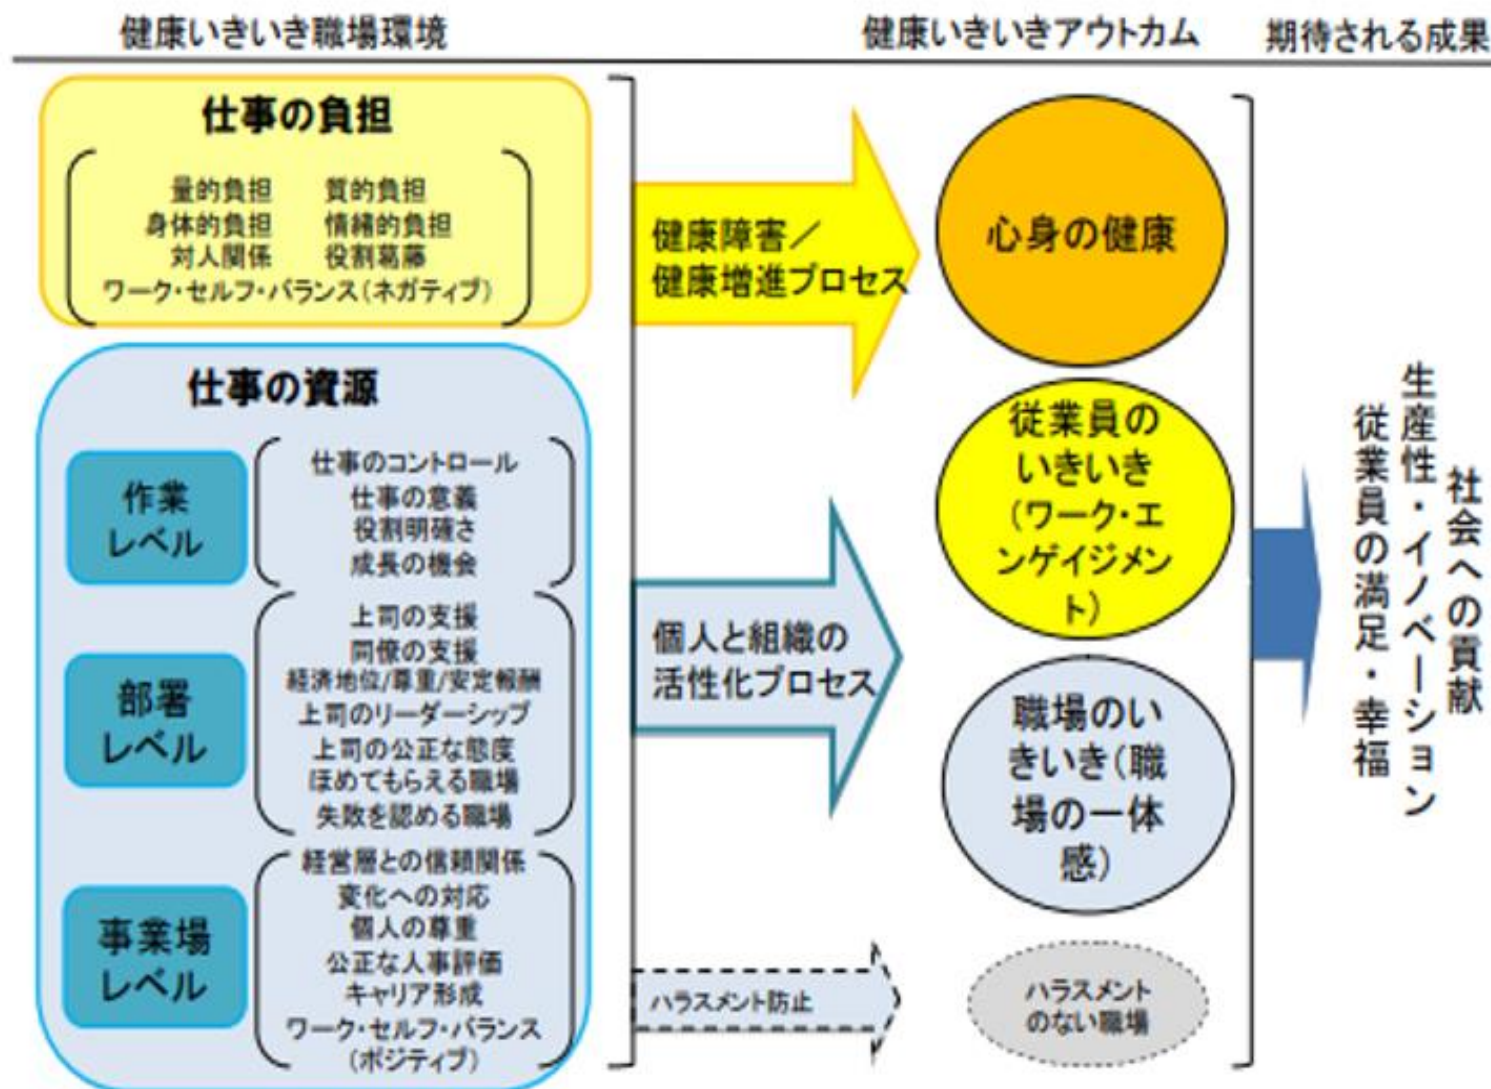 健康いきいき職場環境
健康いきいきアウトカム
期待される成果
仕事の負担
量的負担　質的負担
身体的負担　情緒的負担
対人関係　役割葛藤
ワーク・セルフ・バランス（ネガティブ）
仕事の資源
作業
レベル
仕事のコントロール
仕事の意義
役割明確さ
成長の機会
部署
レベル
上司の支援
同僚の支援
経済地位/尊重/安定報酬
上司のリーダーシップ
上司の公正な態度
ほめてもらえる職場
失敗を認める職場
事業場
レベル
経営層との信頼関係
変化への対応
個人の尊重
公正な人事評価
キャリア形成
ワーク・セルフ・バランス
（ポジティブ）
健康障害／
健康増進プロセス
個人と組織の
活性化プロセス
ハラスメント防止
心身の健康
従業員の
いきいき
（ワーク・エ
ンゲイジメン
ト）
職場のい
きいき（職
場の一体
感）
ハラスメント
のない職場
社会への貢献
生産性・イノベーション
従業員の満足・幸福